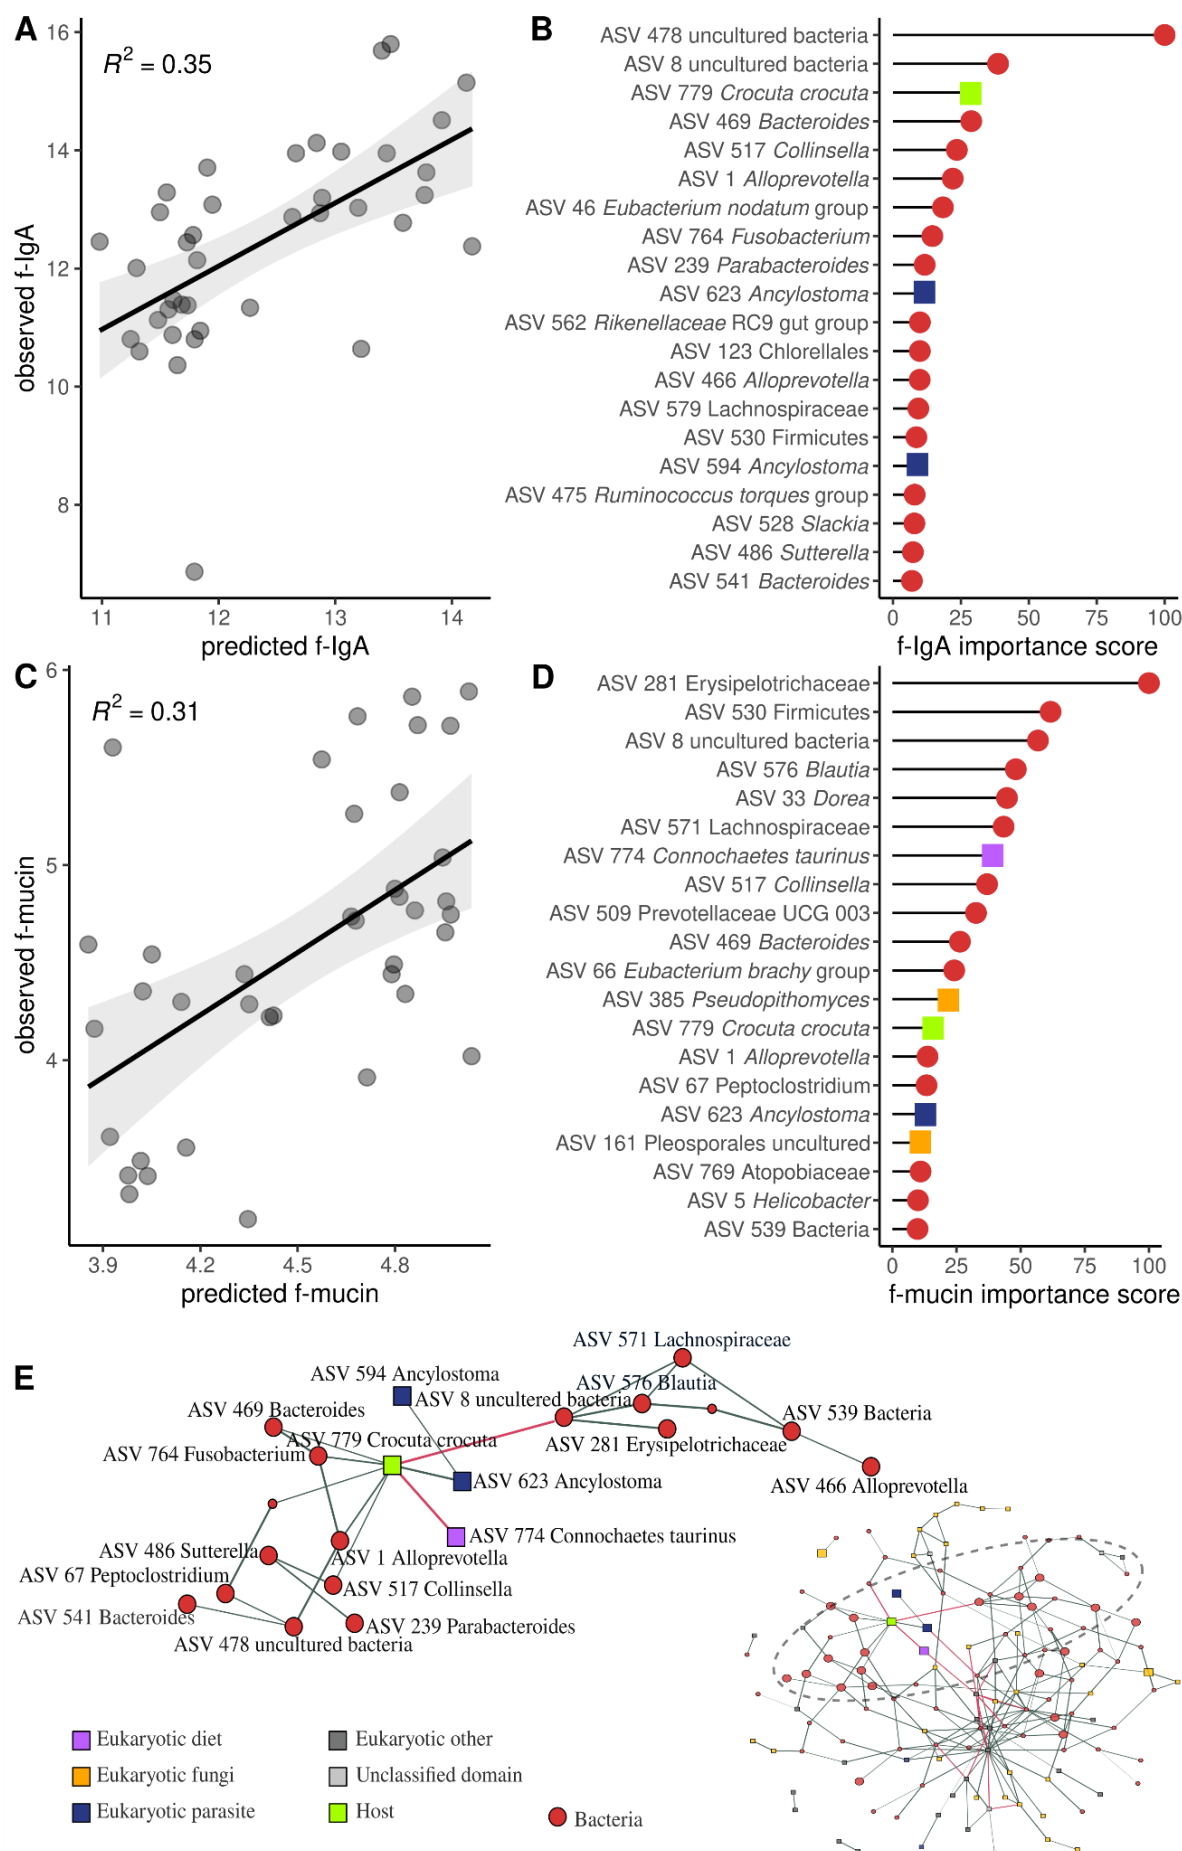 A
R² = 0.35
16
14
12
10
8
observed f-IgA
11
12
13
14
predicted f-IgA
B
ASV 478 uncultured bacteria
ASV 8 uncultured bacteria
ASV 779 Crocuta crocuta
ASV 469 Bacteroides
ASV 517 Collinsella
ASV 1 Alloprevotella
ASV 46 Eubacterium nodatum group
ASV 764 Fusobacterium
ASV 239 Parabacteroides
ASV 623 Ancylostoma
ASV 562 Rikenellaceae RC9 gut group
ASV 123 Chlorellales
ASV 466 Alloprevotella
ASV 579 Lachnospiraceae
ASV 530 Firmicutes
ASV 594 Ancylostoma
ASV 475 Ruminococcus torques group
ASV 528 Slackia
ASV 486 Sutterella
ASV 541 Bacteroides
0
25
50
75
100
f-IgA importance score
C
R² = 0.31
6
5
4
observed f-mucin
3.9
4.2
4.5
4.8
predicted f-mucin
D
ASV 281 Erysipelotrichaceae
ASV 530 Firmicutes
ASV 8 uncultured bacteria
ASV 576 Blautia
ASV 33 Dorea
ASV 571 Lachnospiraceae
ASV 774 Connochaetes taurinus
ASV 517 Collinsella
ASV 509 Prevotellaceae UCG 003
ASV 469 Bacteroides
ASV 66 Eubacterium brachy group
ASV 385 Pseudopithomyces
ASV 779 Crocuta crocuta
ASV 1 Alloprevotella
ASV 67 Peptoclostridium
ASV 623 Ancylostoma
ASV 161 Pleosporales uncultured
ASV 769 Atopobiaceae
ASV 5 Helicobacter
ASV 539 Bacteria
0
25
50
75
100
f-mucin importance score
E
ASV 571 Lachnospiraceae
ASV 594 Ancylostoma
ASV 576 Blautia
ASV 8 uncultered bacteria
ASV 469 Bacteroides
ASV 539 Bacteria
ASV 779 Crocuta crocuta
ASV 281 Erysipelotrichaceae
ASV 764 Fusobacterium
ASV 623 Ancylostoma
ASV 466 Alloprevotella
ASV 774 Connochaetes taurinus
ASV 486 Sutterella
ASV 1 Alloprevotella
ASV 67 Peptoclostridium
ASV 517 Collinsella
ASV 541 Bacteroides
ASV 239 Parabacteroides
ASV 478 uncultured bacteria
Eukaryotic diet
Eukaryotic fungi
Eukaryotic parasite
Eukaryotic other
Unclassified domain
Host
Bacteria